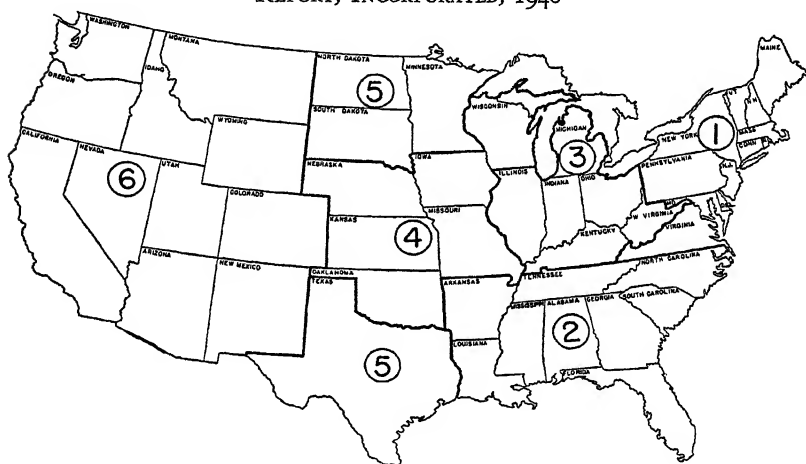 REPORT, INCORPORATED, 1948
WASHINGTON
MONTANA
NORTH DAKOTA
MINNESOTA
MAINE
OREGON
IDAHO
5
WISCONSIN
VT.
N.H.
SOUTH DAKOTA
MICHIGAN
NEW YORK
1
MASS
CONN
WYOMING
3
CALIFORNIA
NEVADA
NEBRASKA
IOWA
PENNSYLVANIA
N.J.
6
UTAH
ILLINOIS
INDIANA
OHIO
COLORADO
KANSAS
MISSOURI
W VIRGINIA
VIRGINIA
4
KENTUCKY
ARIZONA
NEW MEXICO
OKLAHOMA
TEXAS
ARKANSAS
TENNESSEE
NORTH CAROLINA
MISSISSIPPI
ALABAMA
GEORGIA
SOUTH CAROLINA
2
LOUISIANA
5
FLORIDA